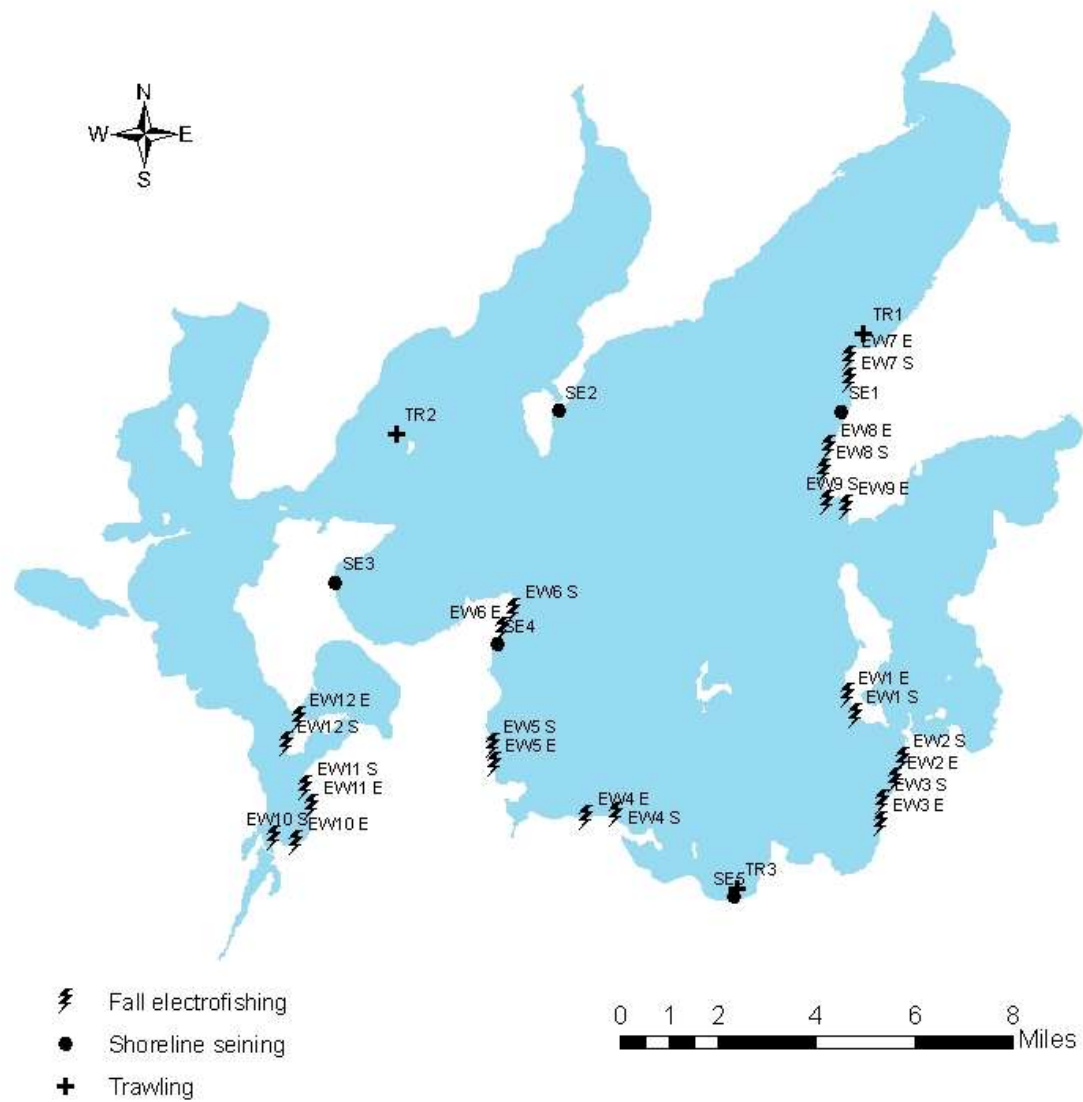 N
W E
S
TR1
EW7 E
EW7 S
SE1
SE2
TR2
EW8 E
EW8 S
EW9 S EW9 E
SE3
EW6 S
EW6 E
SE4
EW1 E
EW1 S
EW12 E
EW12 S
EW5 S
EW5 E
EW2 S
EW2 E
EW3 S
EW3 E
EW11 S
EW11 E
EW4 E
EW4 S
EW10 S EW10 E
TR3
SE5
Fall electrofishing
Shoreline seining
Trawling
0 1 2 4 6 8
Miles